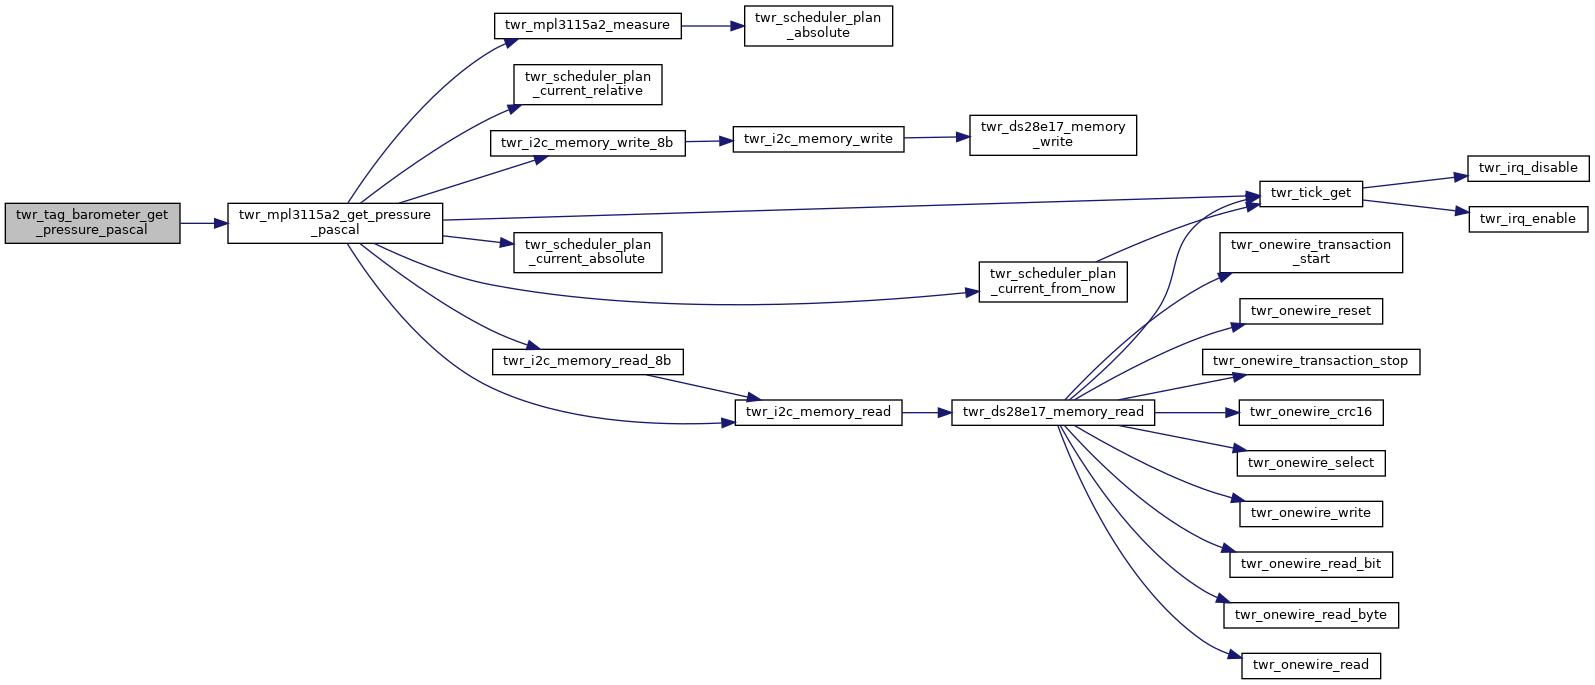 twr_tag_barometer_get
_pressure_pascal
twr_mpl3115a2_get_pressure
_pascal
twr_mpl3115a2_measure
twr_scheduler_plan
_absolute
twr_scheduler_plan
_current_relative
twr_i2c_memory_write_8b
twr_i2c_memory_write
twr_ds28e17_memory
_write
twr_tick_get
twr_irq_disable
twr_irq_enable
twr_scheduler_plan
_current_absolute
twr_scheduler_plan
_current_from_now
twr_i2c_memory_read_8b
twr_i2c_memory_read
twr_ds28e17_memory_read
twr_onewire_transaction
_start
twr_onewire_reset
twr_onewire_transaction_stop
twr_onewire_crc16
twr_onewire_select
twr_onewire_write
twr_onewire_read_bit
twr_onewire_read_byte
twr_onewire_read